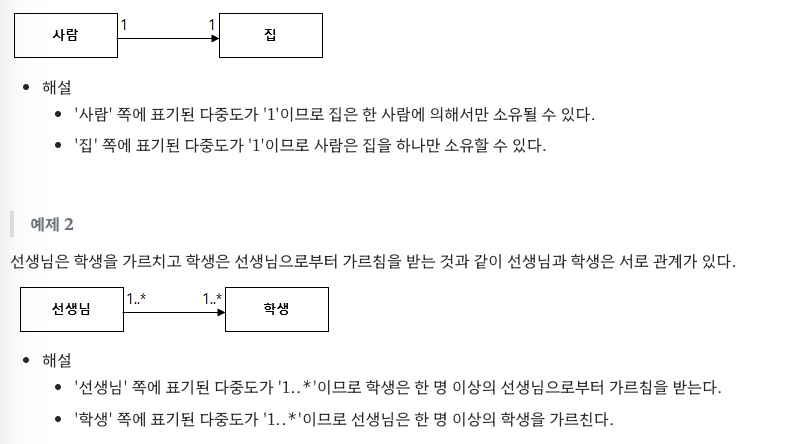 사람 1 1 집
해설
'사람' 쪽에 표기된 다중도가 '1'이므로 집은 한 사람에 의해서만 소유될 수 있다.
'집' 쪽에 표기된 다중도가 '1'이므로 사람은 집을 하나만 소유할 수 있다.
예제 2
선생님은 학생을 가르치고 학생은 선생님으로부터 가르침을 받는 것과 같이 선생님과 학생은 서로 관계가 있다.
선생님 1..* 1..* 학생
해설
'선생님' 쪽에 표기된 다중도가 '1..*'이므로 학생은 한 명 이상의 선생님으로부터 가르침을 받는다.
'학생' 쪽에 표기된 다중도가 '1..*'이므로 선생님은 한 명 이상의 학생을 가르친다.